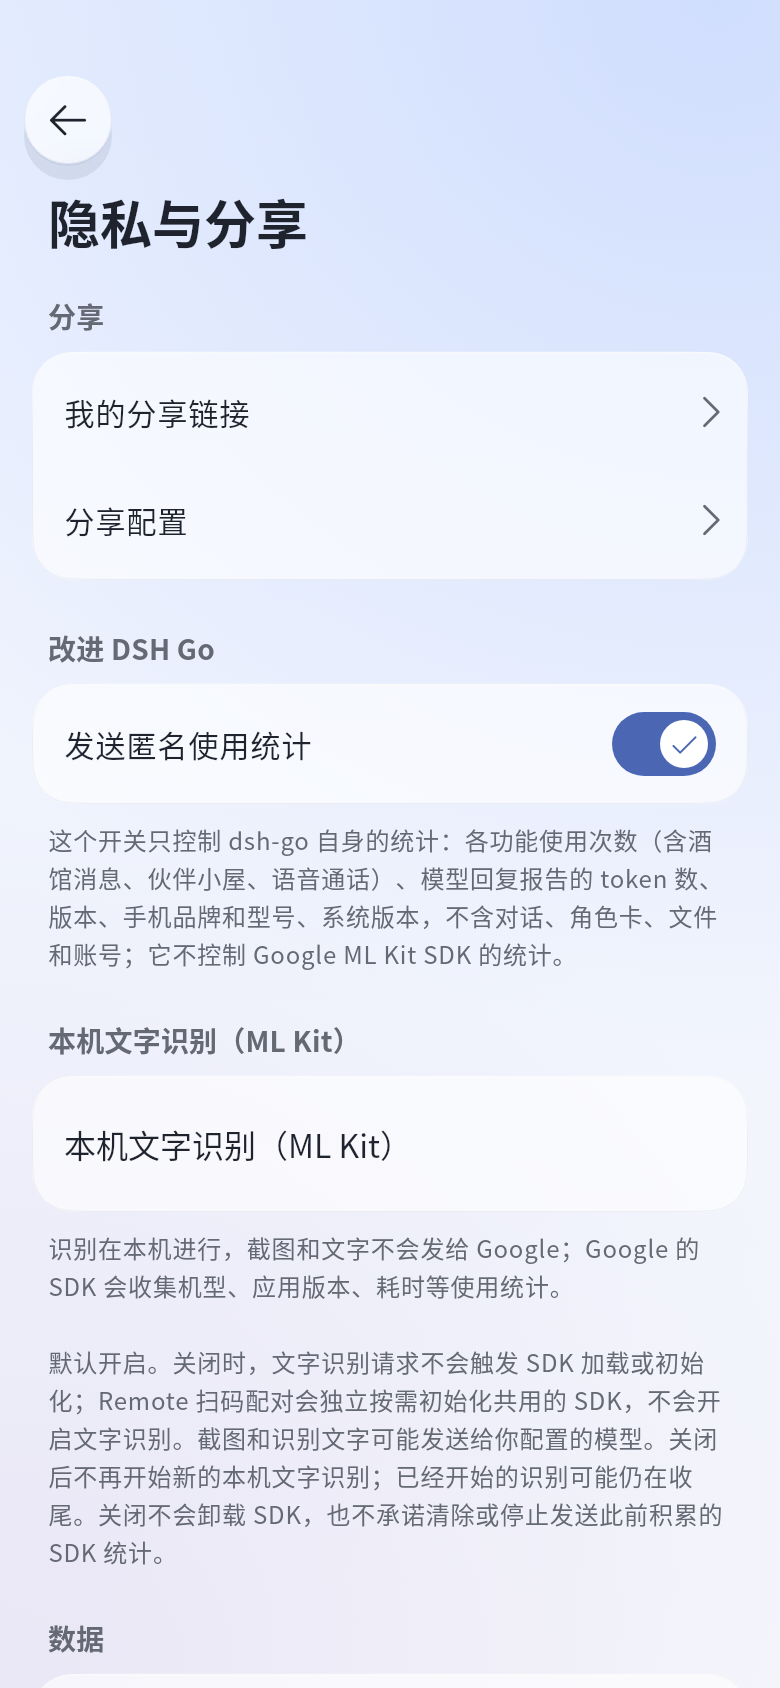 隐私与分享
分享
我的分享链接
分享配置
改进 DSH Go
发送匿名使用统计
这个开关只控制 dsh-go 自身的统计：各功能使用次数（含酒
馆消息、伙伴小屋、语音通话）、模型回复报告的 token 数、
版本、手机品牌和型号、系统版本，不含对话、角色卡、文件
和账号；它不控制 Google ML Kit SDK 的统计。
本机文字识别（ML Kit）
本机文字识别（ML Kit）
识别在本机进行，截图和文字不会发给 Google；Google 的
SDK 会收集机型、应用版本、耗时等使用统计。
默认开启。关闭时，文字识别请求不会触发 SDK 加载或初始
化；Remote 扫码配对会独立按需初始化共用的 SDK，不会开
启文字识别。截图和识别文字可能发送给你配置的模型。关闭
后不再开始新的本机文字识别；已经开始的识别可能仍在收
尾。关闭不会卸载 SDK，也不承诺清除或停止发送此前积累的
SDK 统计。
数据